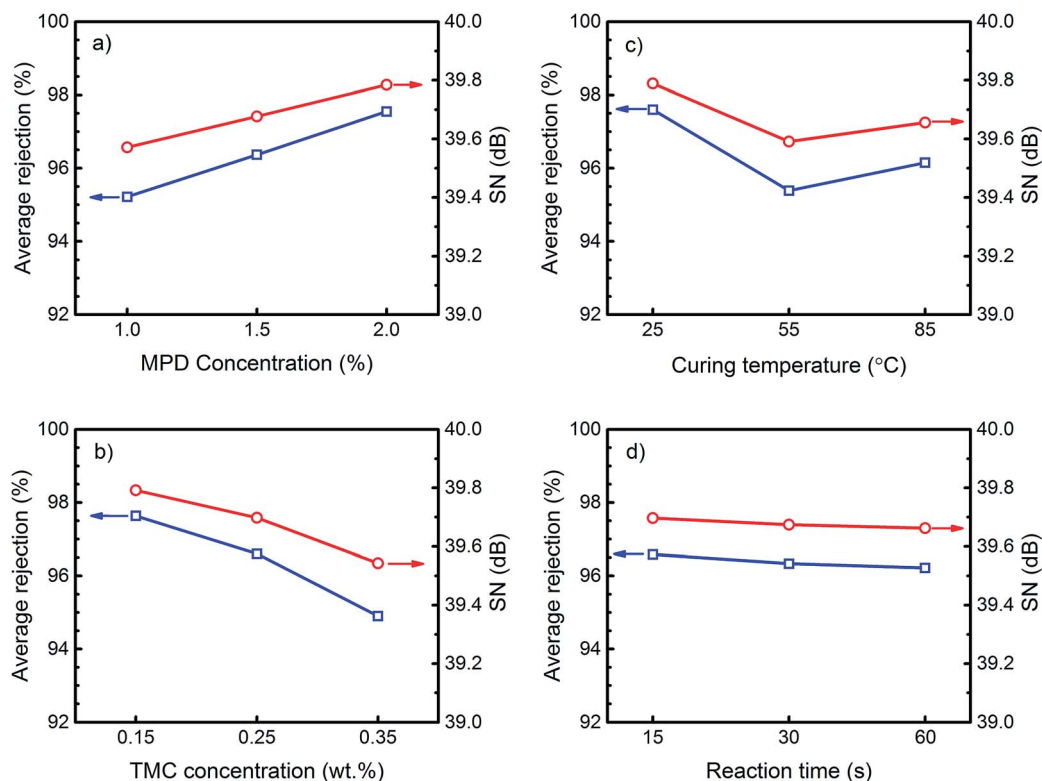 a)
Average rejection (%)
100
98
96
94
92
40.0
39.8
39.6
39.4
39.2
39.0
SN (dB)
1.0 1.5 2.0
MPD Concentration (%)
c)
Average rejection (%)
100
98
96
94
92
40.0
39.8
39.6
39.4
39.2
39.0
SN (dB)
25 55 85
Curing temperature (°C)
b)
Average rejection (%)
100
98
96
94
92
40.0
39.8
39.6
39.4
39.2
39.0
SN (dB)
0.15 0.25 0.35
TMC concentration (wt.%)
d)
Average rejection (%)
100
98
96
94
92
40.0
39.8
39.6
39.4
39.2
39.0
SN (dB)
15 30 60
Reaction time (s)